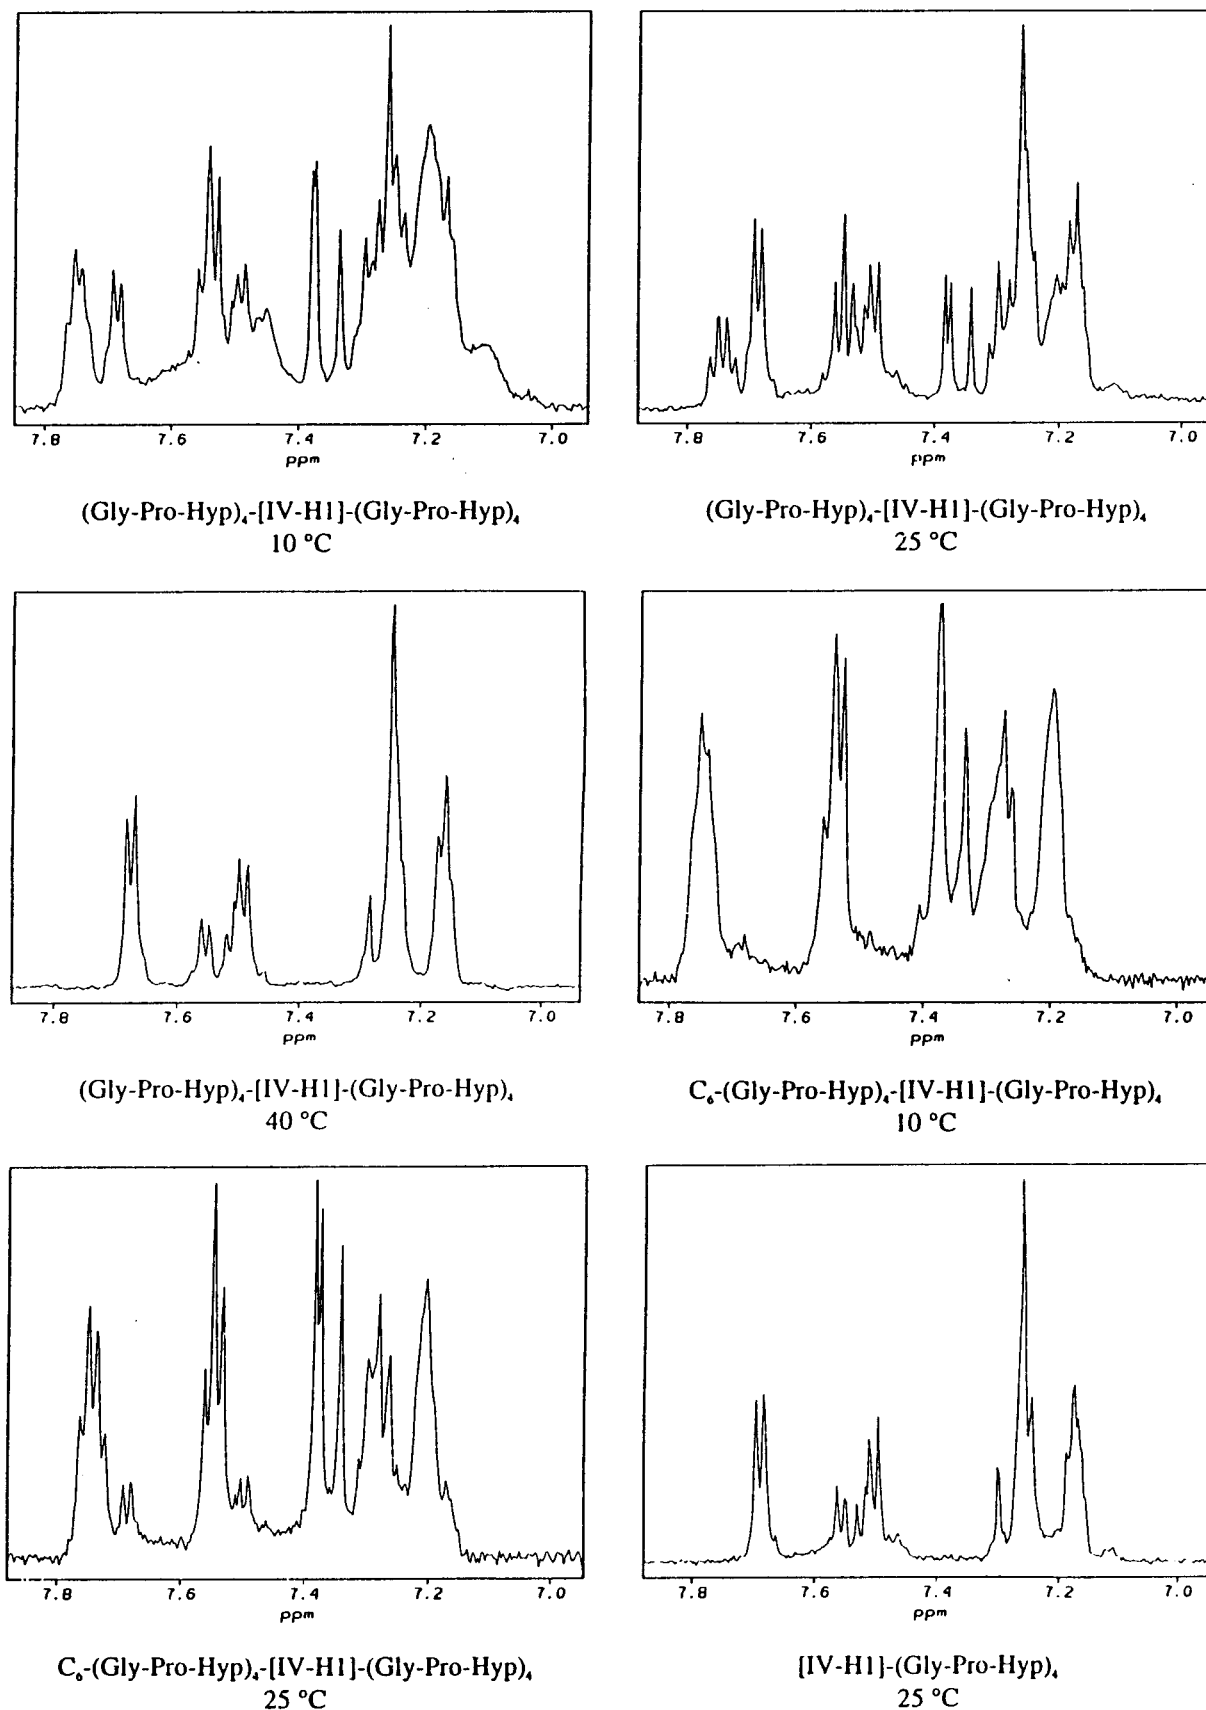 7.8 7.6 7.4 7.2 7.0
ppm
(Gly-Pro-Hyp)₄-[IV-H1]-(Gly-Pro-Hyp)₄
10 °C
7.8 7.6 7.4 7.2 7.0
ppm
(Gly-Pro-Hyp)₄-[IV-H1]-(Gly-Pro-Hyp)₄
25 °C
7.8 7.6 7.4 7.2 7.0
ppm
(Gly-Pro-Hyp)₄-[IV-H1]-(Gly-Pro-Hyp)₄
40 °C
7.8 7.6 7.4 7.2 7.0
ppm
C₆-(Gly-Pro-Hyp)₄-[IV-H1]-(Gly-Pro-Hyp)₄
10 °C
7.8 7.6 7.4 7.2 7.0
ppm
C₆-(Gly-Pro-Hyp)₄-[IV-H1]-(Gly-Pro-Hyp)₄
25 °C
7.8 7.6 7.4 7.2 7.0
ppm
[IV-H1]-(Gly-Pro-Hyp)₄
25 °C